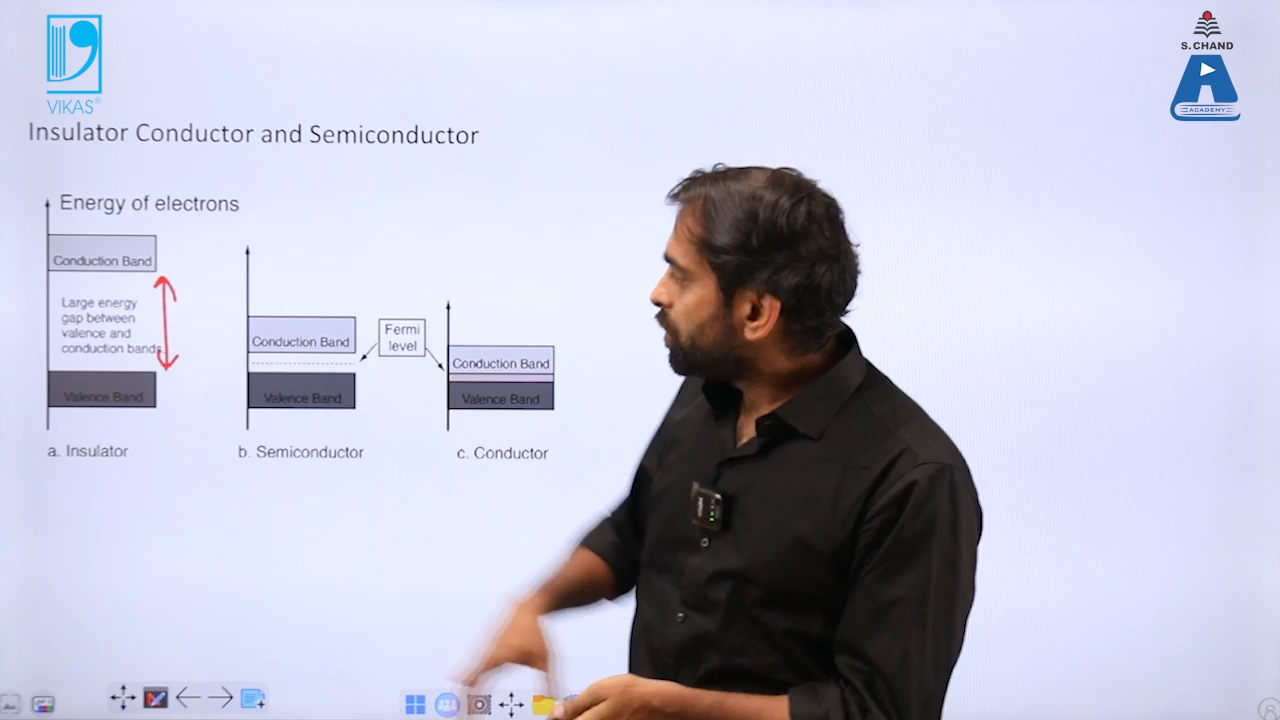 VIKAS®
S. CHAND
ACADEMY
Insulator Conductor and Semiconductor
Energy of electrons
Conduction Band
Large energy
gap between
valence and
conduction bands
Valence Band
a. Insulator
Conduction Band
Valence Band
b. Semiconductor
Fermi
level
Conduction Band
Valence Band
c. Conductor